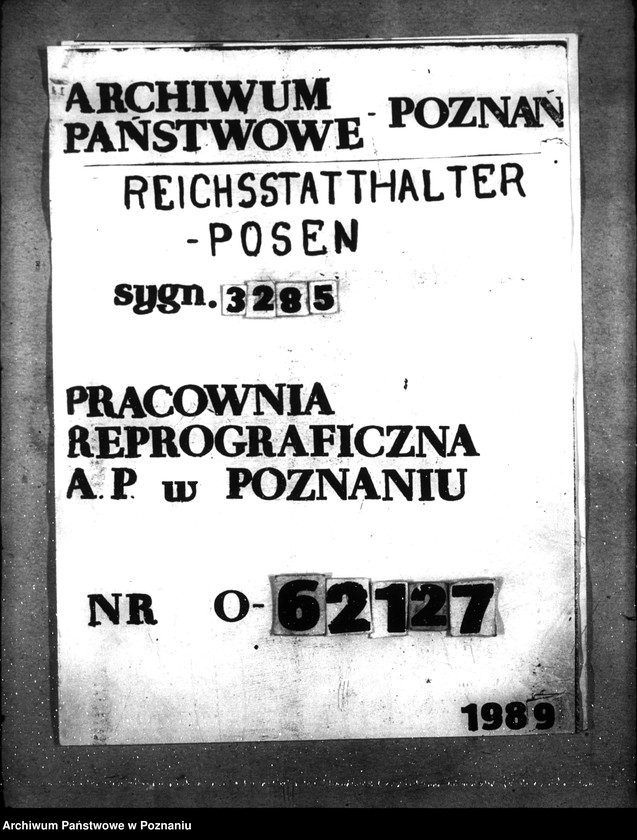 ARCHIWUM
PAŃSTWOWE - POZNAŃ
REICHSSTATTHALTER
-POSEN
sygn. 3285
PRACOWNIA
REPROGRAFICZNA
A.P. w POZNANIU
NR O-62127
1989
Archiwum Państwowe w Poznaniu